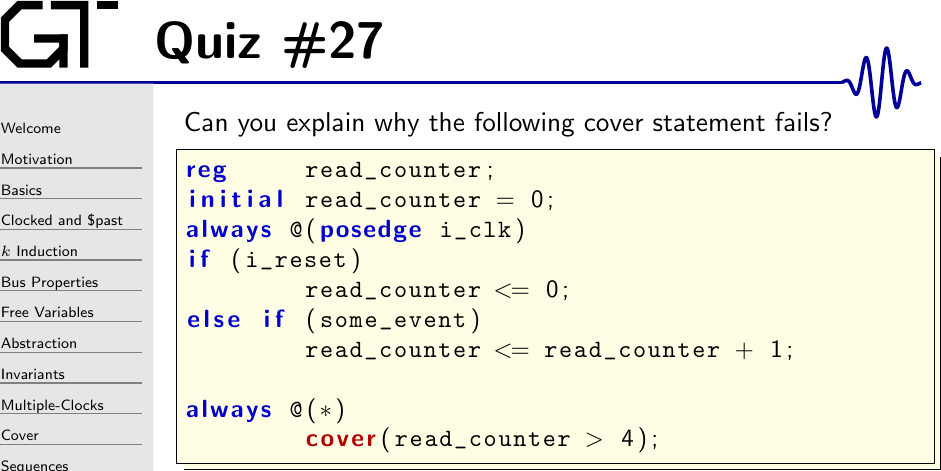 GT
Quiz #27
Welcome
Motivation
Basics
Clocked and $past
k Induction
Bus Properties
Free Variables
Abstraction
Invariants
Multiple-Clocks
Cover
Sequences
Can you explain why the following cover statement fails?
reg read_counter;
initial read_counter = 0;
always @(posedge i_clk)
if (i_reset)
read_counter <= 0;
else if (some_event)
read_counter <= read_counter + 1;
always @(*)
cover(read_counter > 4);